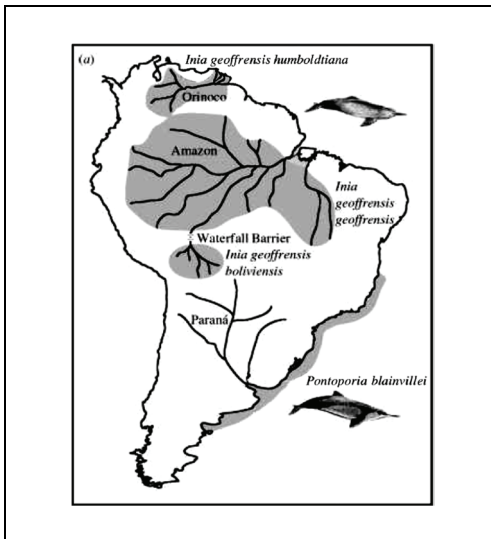 (a)
Inia geoffrensis humboldtiana
Orinoco
Amazon
Inia
geoffrensis
geoffrensis
Waterfall Barrier
Inia geoffrensis
boliviensis
Paraná
Pontoporia blainvillei